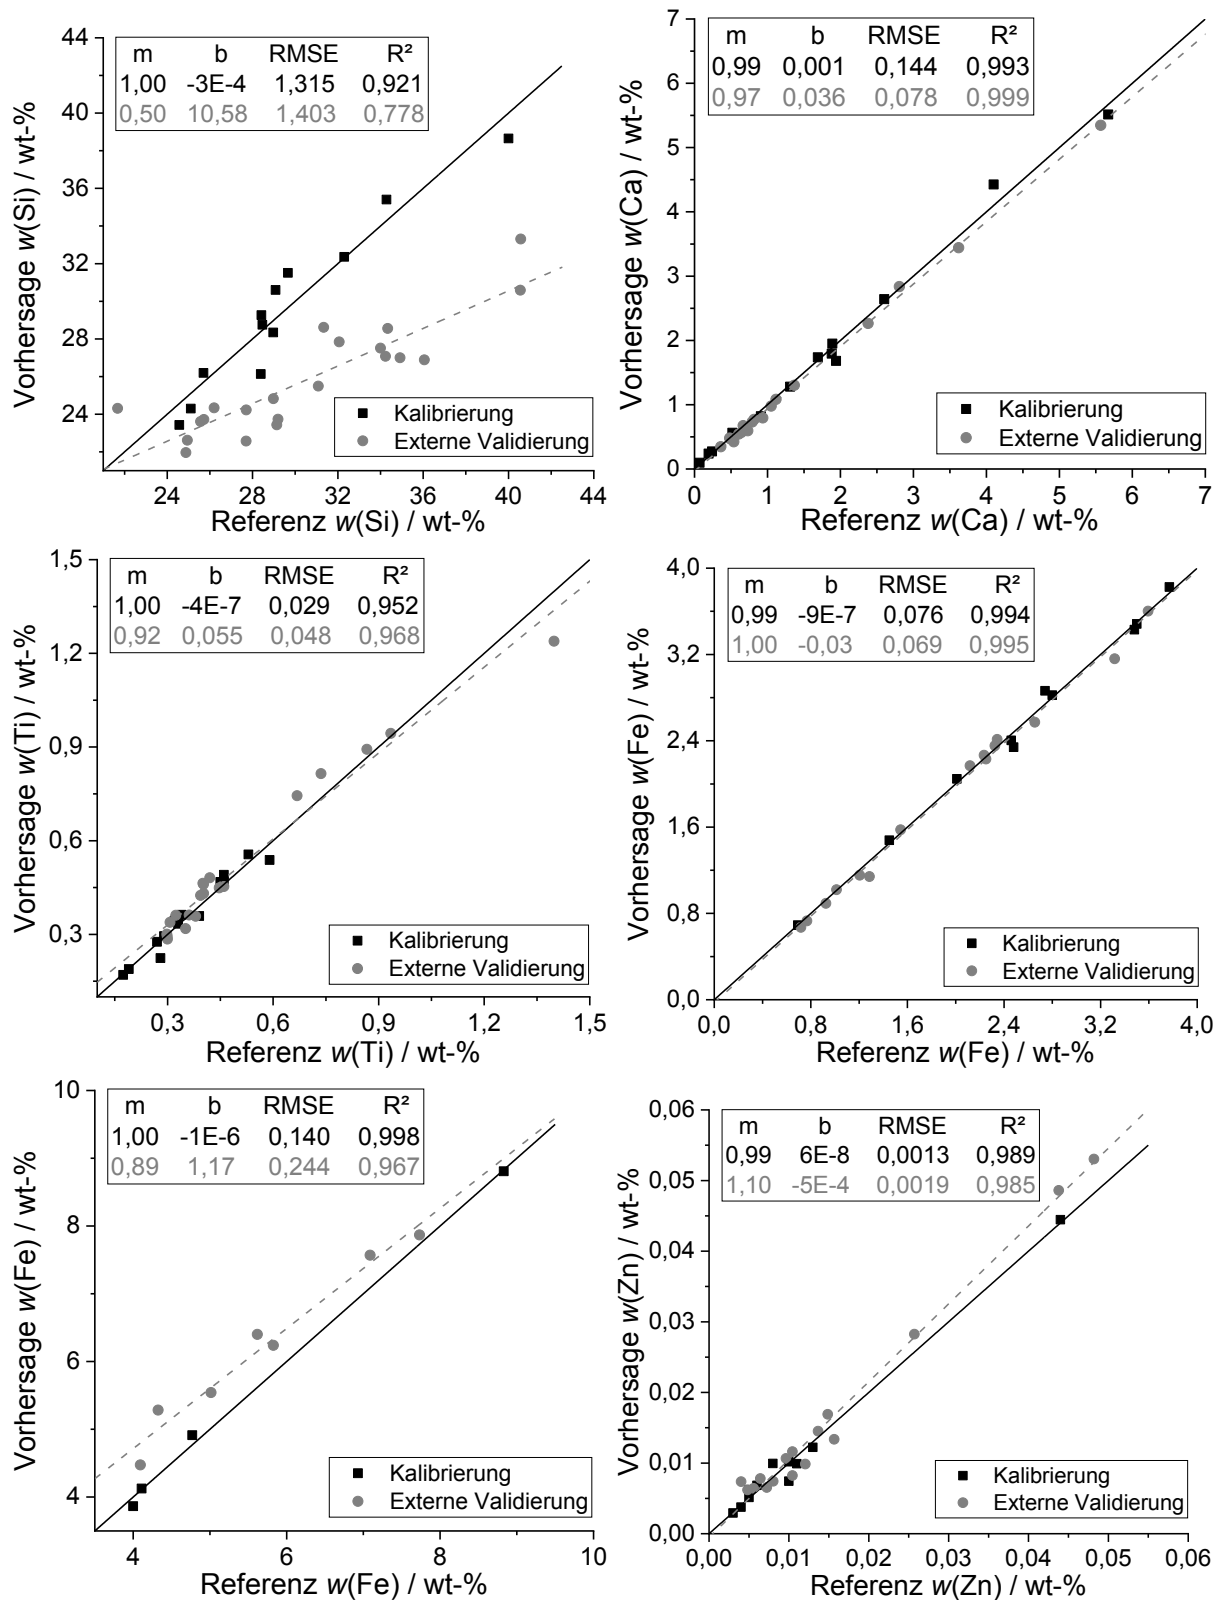 m b RMSE R²
1,00 -3E-4 1,315 0,921
0,50 10,58 1,403 0,778
44
40
36
32
28
24
Vorhersage w(Si) / wt-%
Kalibrierung
Externe Validierung
24 28 32 36 40 44
Referenz w(Si) / wt-%
m b RMSE R²
0,99 0,001 0,144 0,993
0,97 0,036 0,078 0,999
7
6
5
4
3
2
1
0
Vorhersage w(Ca) / wt-%
Kalibrierung
Externe Validierung
0 1 2 3 4 5 6 7
Referenz w(Ca) / wt-%
m b RMSE R²
1,00 -4E-7 0,029 0,952
0,92 0,055 0,048 0,968
1,5
1,2
0,9
0,6
0,3
Vorhersage w(Ti) / wt-%
Kalibrierung
Externe Validierung
0,3 0,6 0,9 1,2 1,5
Referenz w(Ti) / wt-%
m b RMSE R²
0,99 -9E-7 0,076 0,994
1,00 -0,03 0,069 0,995
4,0
3,2
2,4
1,6
0,8
0,0
Vorhersage w(Fe) / wt-%
Kalibrierung
Externe Validierung
0,0 0,8 1,6 2,4 3,2 4,0
Referenz w(Fe) / wt-%
m b RMSE R²
1,00 -1E-6 0,140 0,998
0,89 1,17 0,244 0,967
10
8
6
4
Vorhersage w(Fe) / wt-%
Kalibrierung
Externe Validierung
4 6 8 10
Referenz w(Fe) / wt-%
m b RMSE R²
0,99 6E-8 0,0013 0,989
1,10 -5E-4 0,0019 0,985
0,06
0,05
0,04
0,03
0,02
0,01
0,00
Vorhersage w(Zn) / wt-%
Kalibrierung
Externe Validierung
0,00 0,01 0,02 0,03 0,04 0,05 0,06
Referenz w(Zn) / wt-%